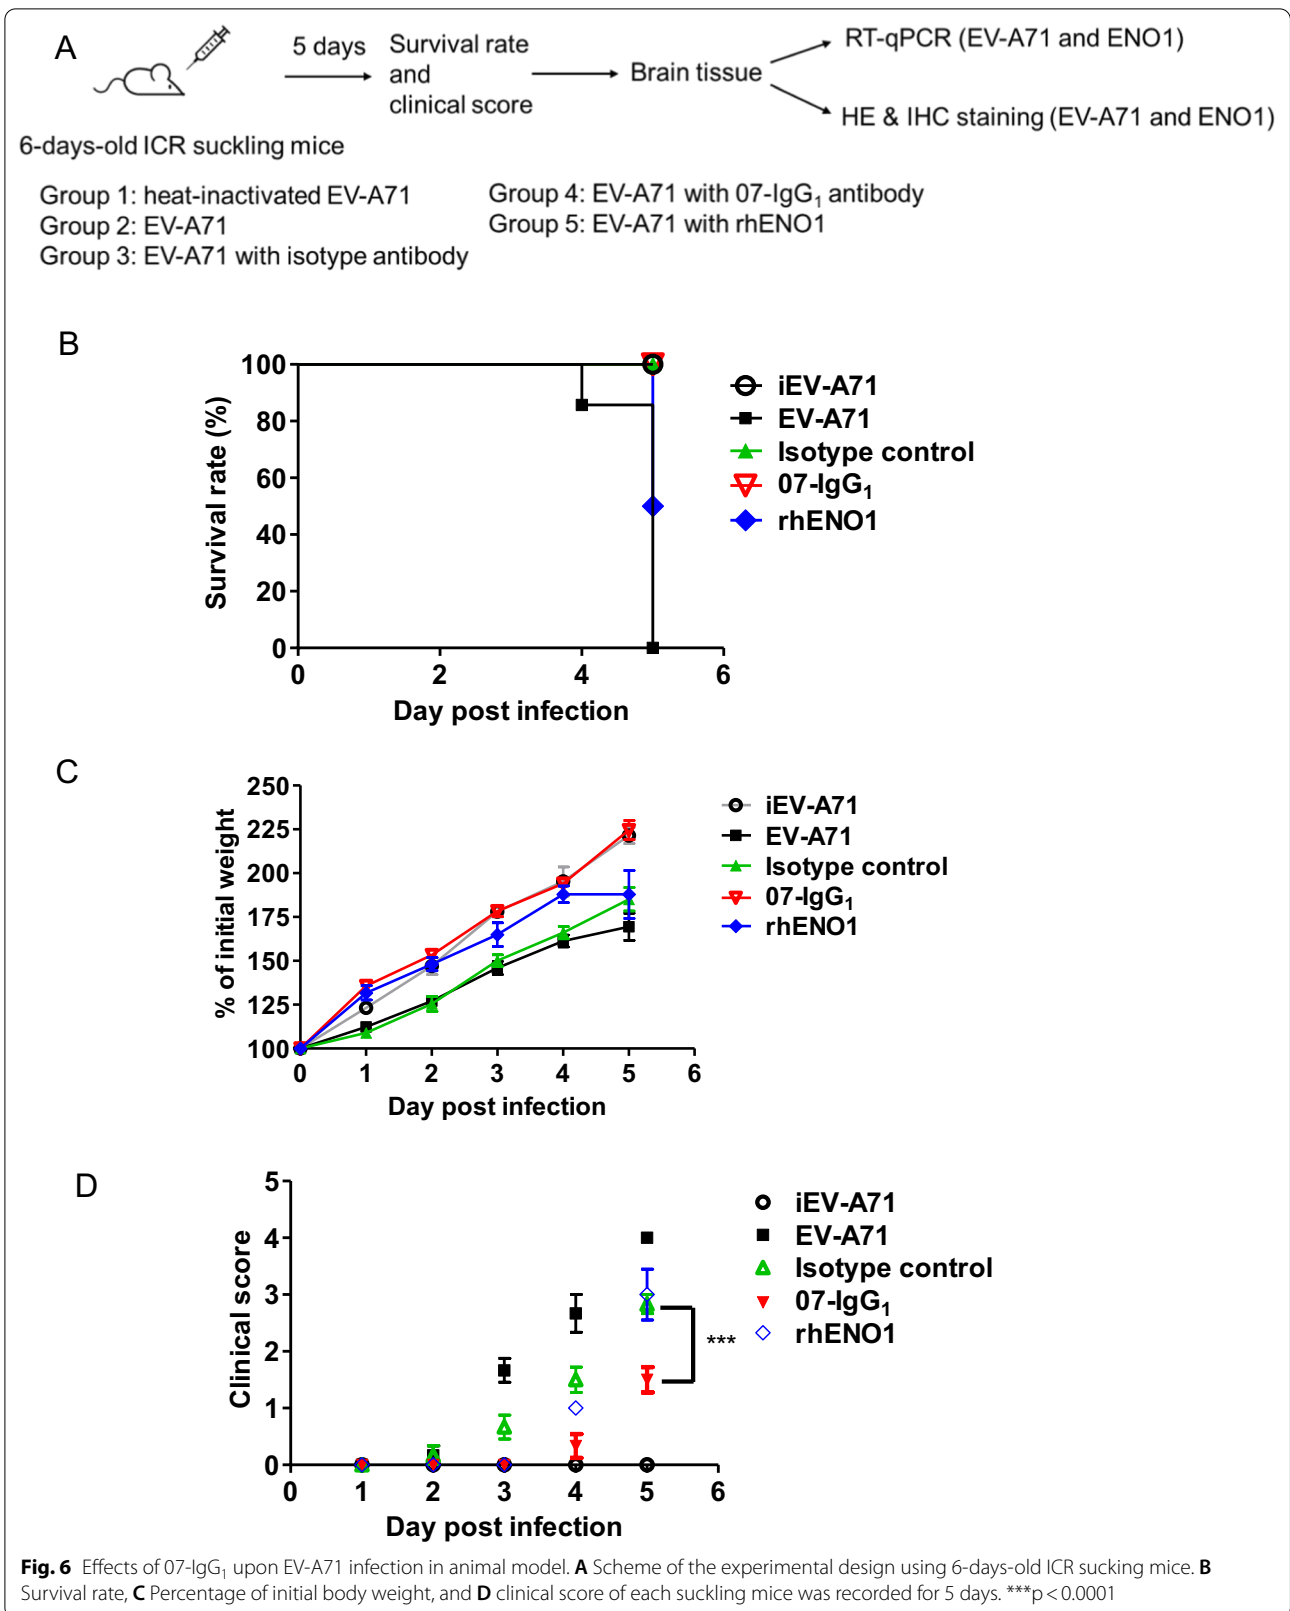 A
5 days
Survival rate
and
clinical score
Brain tissue
RT-qPCR (EV-A71 and ENO1)
HE & IHC staining (EV-A71 and ENO1)
6-days-old ICR suckling mice
Group 1: heat-inactivated EV-A71
Group 2: EV-A71
Group 3: EV-A71 with isotype antibody
Group 4: EV-A71 with 07-IgG1 antibody
Group 5: EV-A71 with rhENO1
B
Survival rate (%)
100
80
60
40
20
0
0 2 4 6
Day post infection
iEV-A71
EV-A71
Isotype control
07-IgG1
rhENO1
C
% of initial weight
250
225
200
175
150
125
100
0 1 2 3 4 5 6
Day post infection
iEV-A71
EV-A71
Isotype control
07-IgG1
rhENO1
D
Clinical score
5
4
3
2
1
0
0 1 2 3 4 5 6
Day post infection
***
iEV-A71
EV-A71
Isotype control
07-IgG1
rhENO1
Fig. 6 Effects of 07-IgG1 upon EV-A71 infection in animal model. A Scheme of the experimental design using 6-days-old ICR sucking mice. B
Survival rate, C Percentage of initial body weight, and D clinical score of each suckling mice was recorded for 5 days. ***p < 0.0001